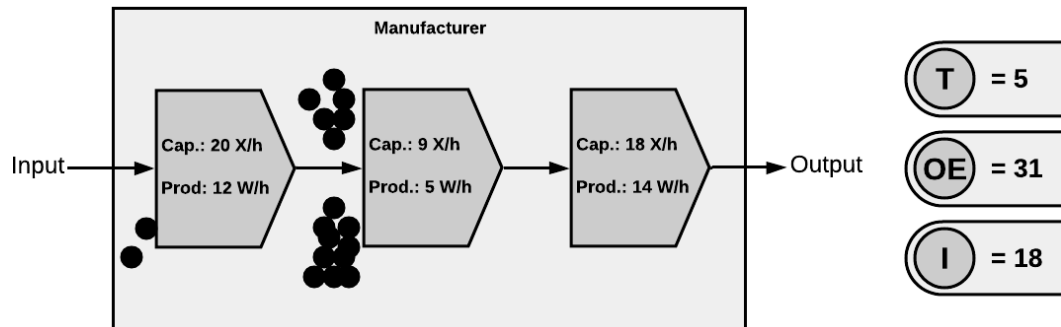 Manufacturer
Input
Cap.: 20 X/h
Prod: 12 W/h
Cap.: 9 X/h
Prod.: 5 W/h
Cap.: 18 X/h
Prod.: 14 W/h
Output
T = 5
OE = 31
I = 18